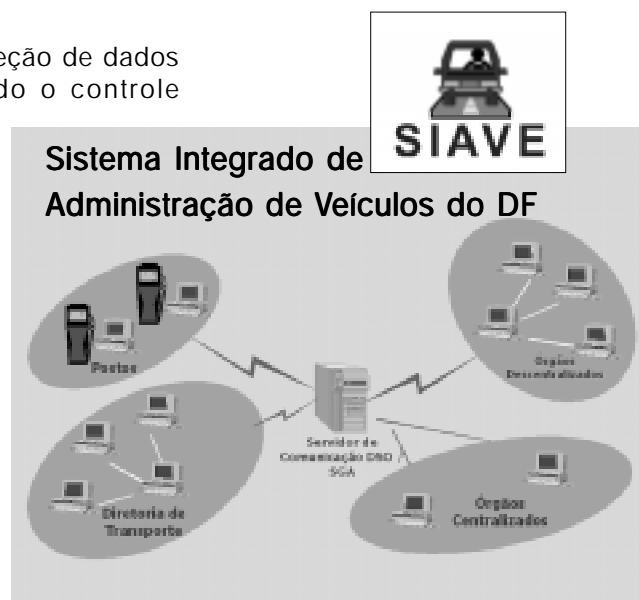 eção de dados
do o controle
SIAVE
Sistema Integrado de
Administração de Veículos do DF
Postos
Órgãos
Descentralizados
Servidor de
Comunicação
SGA
Diretoria de
Transporte
Órgãos
Centralizados